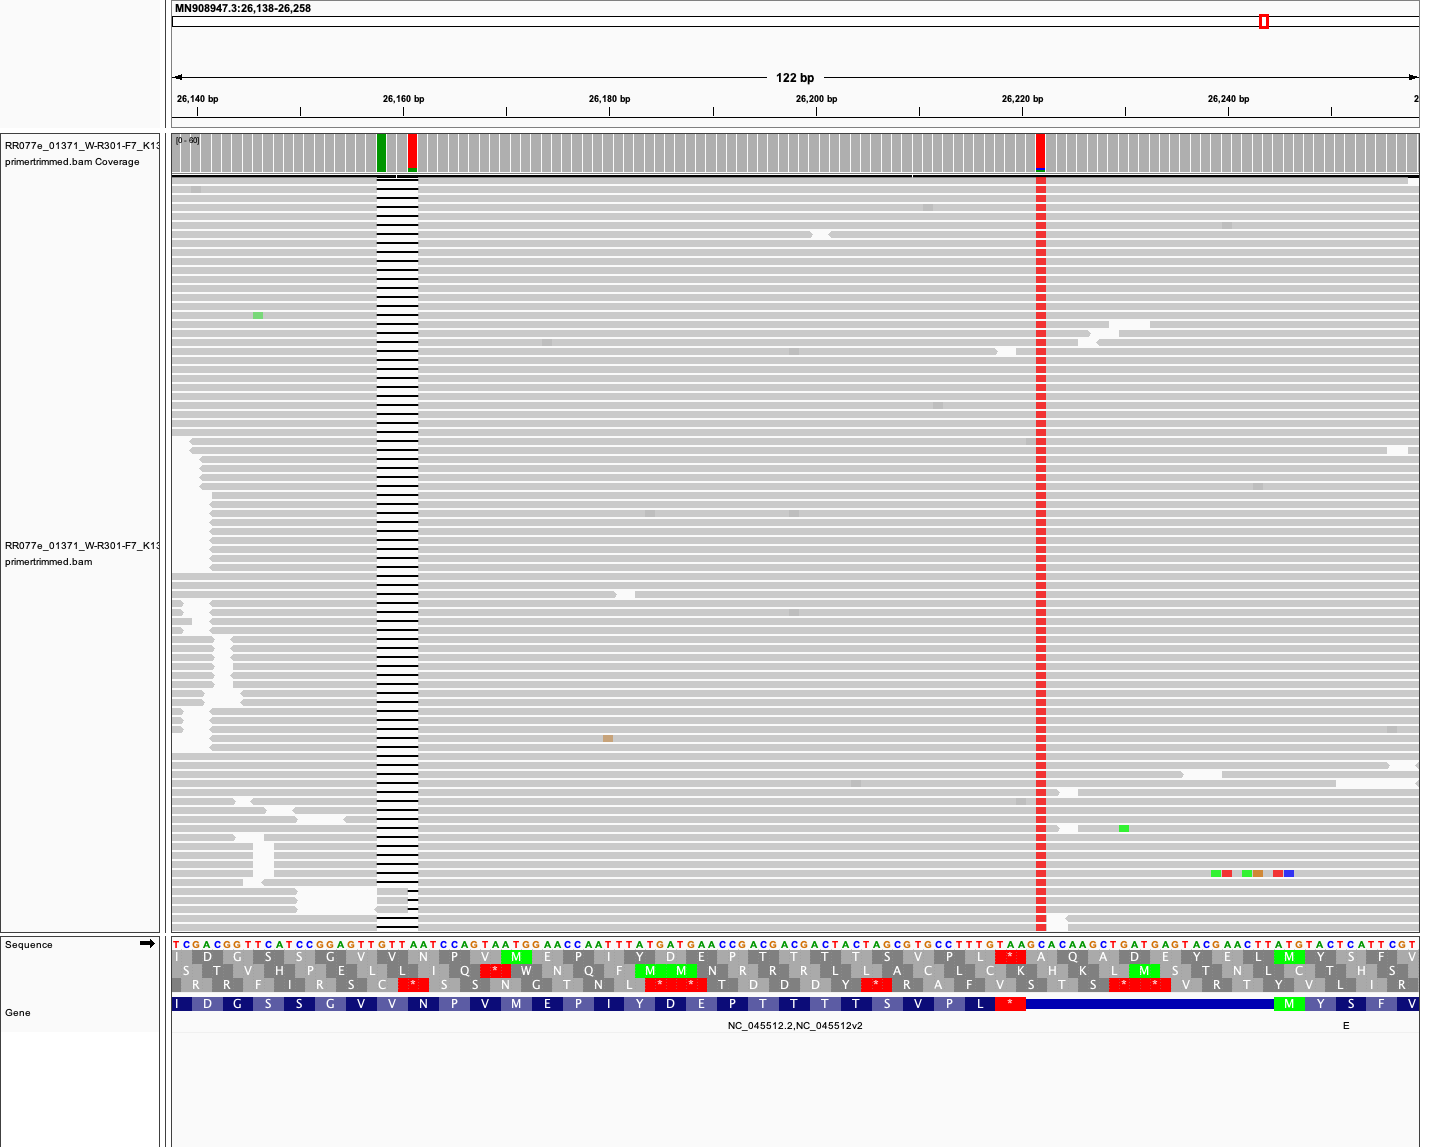 MN908947.3:26,138-26,258
122 bp
26,140 bp 26,160 bp 26,180 bp 26,200 bp 26,220 bp 26,240 bp 2
RR077e_01371_W-R301-F7_K13
primertrimmed.bam Coverage
[0 - 60]
RR077e_01371_W-R301-F7_K13
primertrimmed.bam
Sequence
TCGACGGTTCATCCGGAGTTGTTAATCCAGTAATGGAACCAATTTATGATGAACCGACGACGACTACTAGCGTGCCTTTGTAAGCACAAGCTGATGAGTACGAACTTATGTACTCATTCGT
I D G S S G V V N P V M E P I Y D E P T T T T S V P L * A Q A D E Y E L M Y S F V
S T V H P E L L I Q * W N Q F M M N R R R L L A C L C K H K L M S T N L C T H S
R R F I R S C * S S N G T N L * * T D D D Y * R A F V S T S * * V R T Y V L I R
Gene
I D G S S G V V N P V M E P I Y D E P T T T T S V P L * M Y S F V
NC_045512.2,NC_045512v2 E